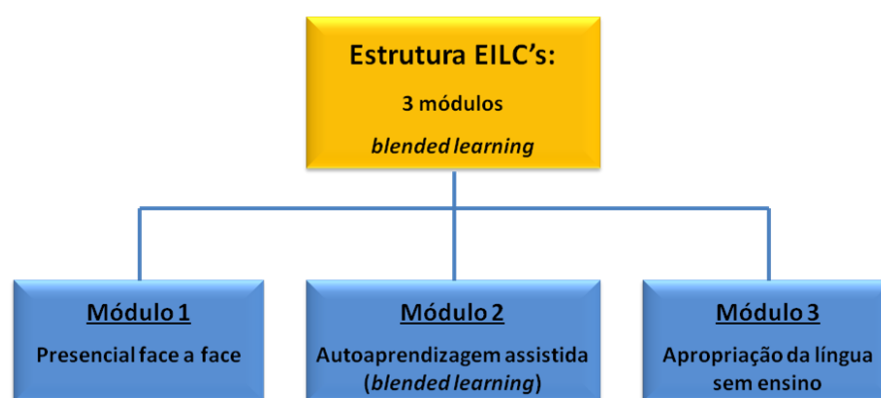 Estrutura EILC’s:
3 módulos
blended learning
Módulo 1
Presencial face a face
Módulo 2
Autoaprendizagem assistida
(blended learning)
Módulo 3
Apropriação da língua
sem ensino